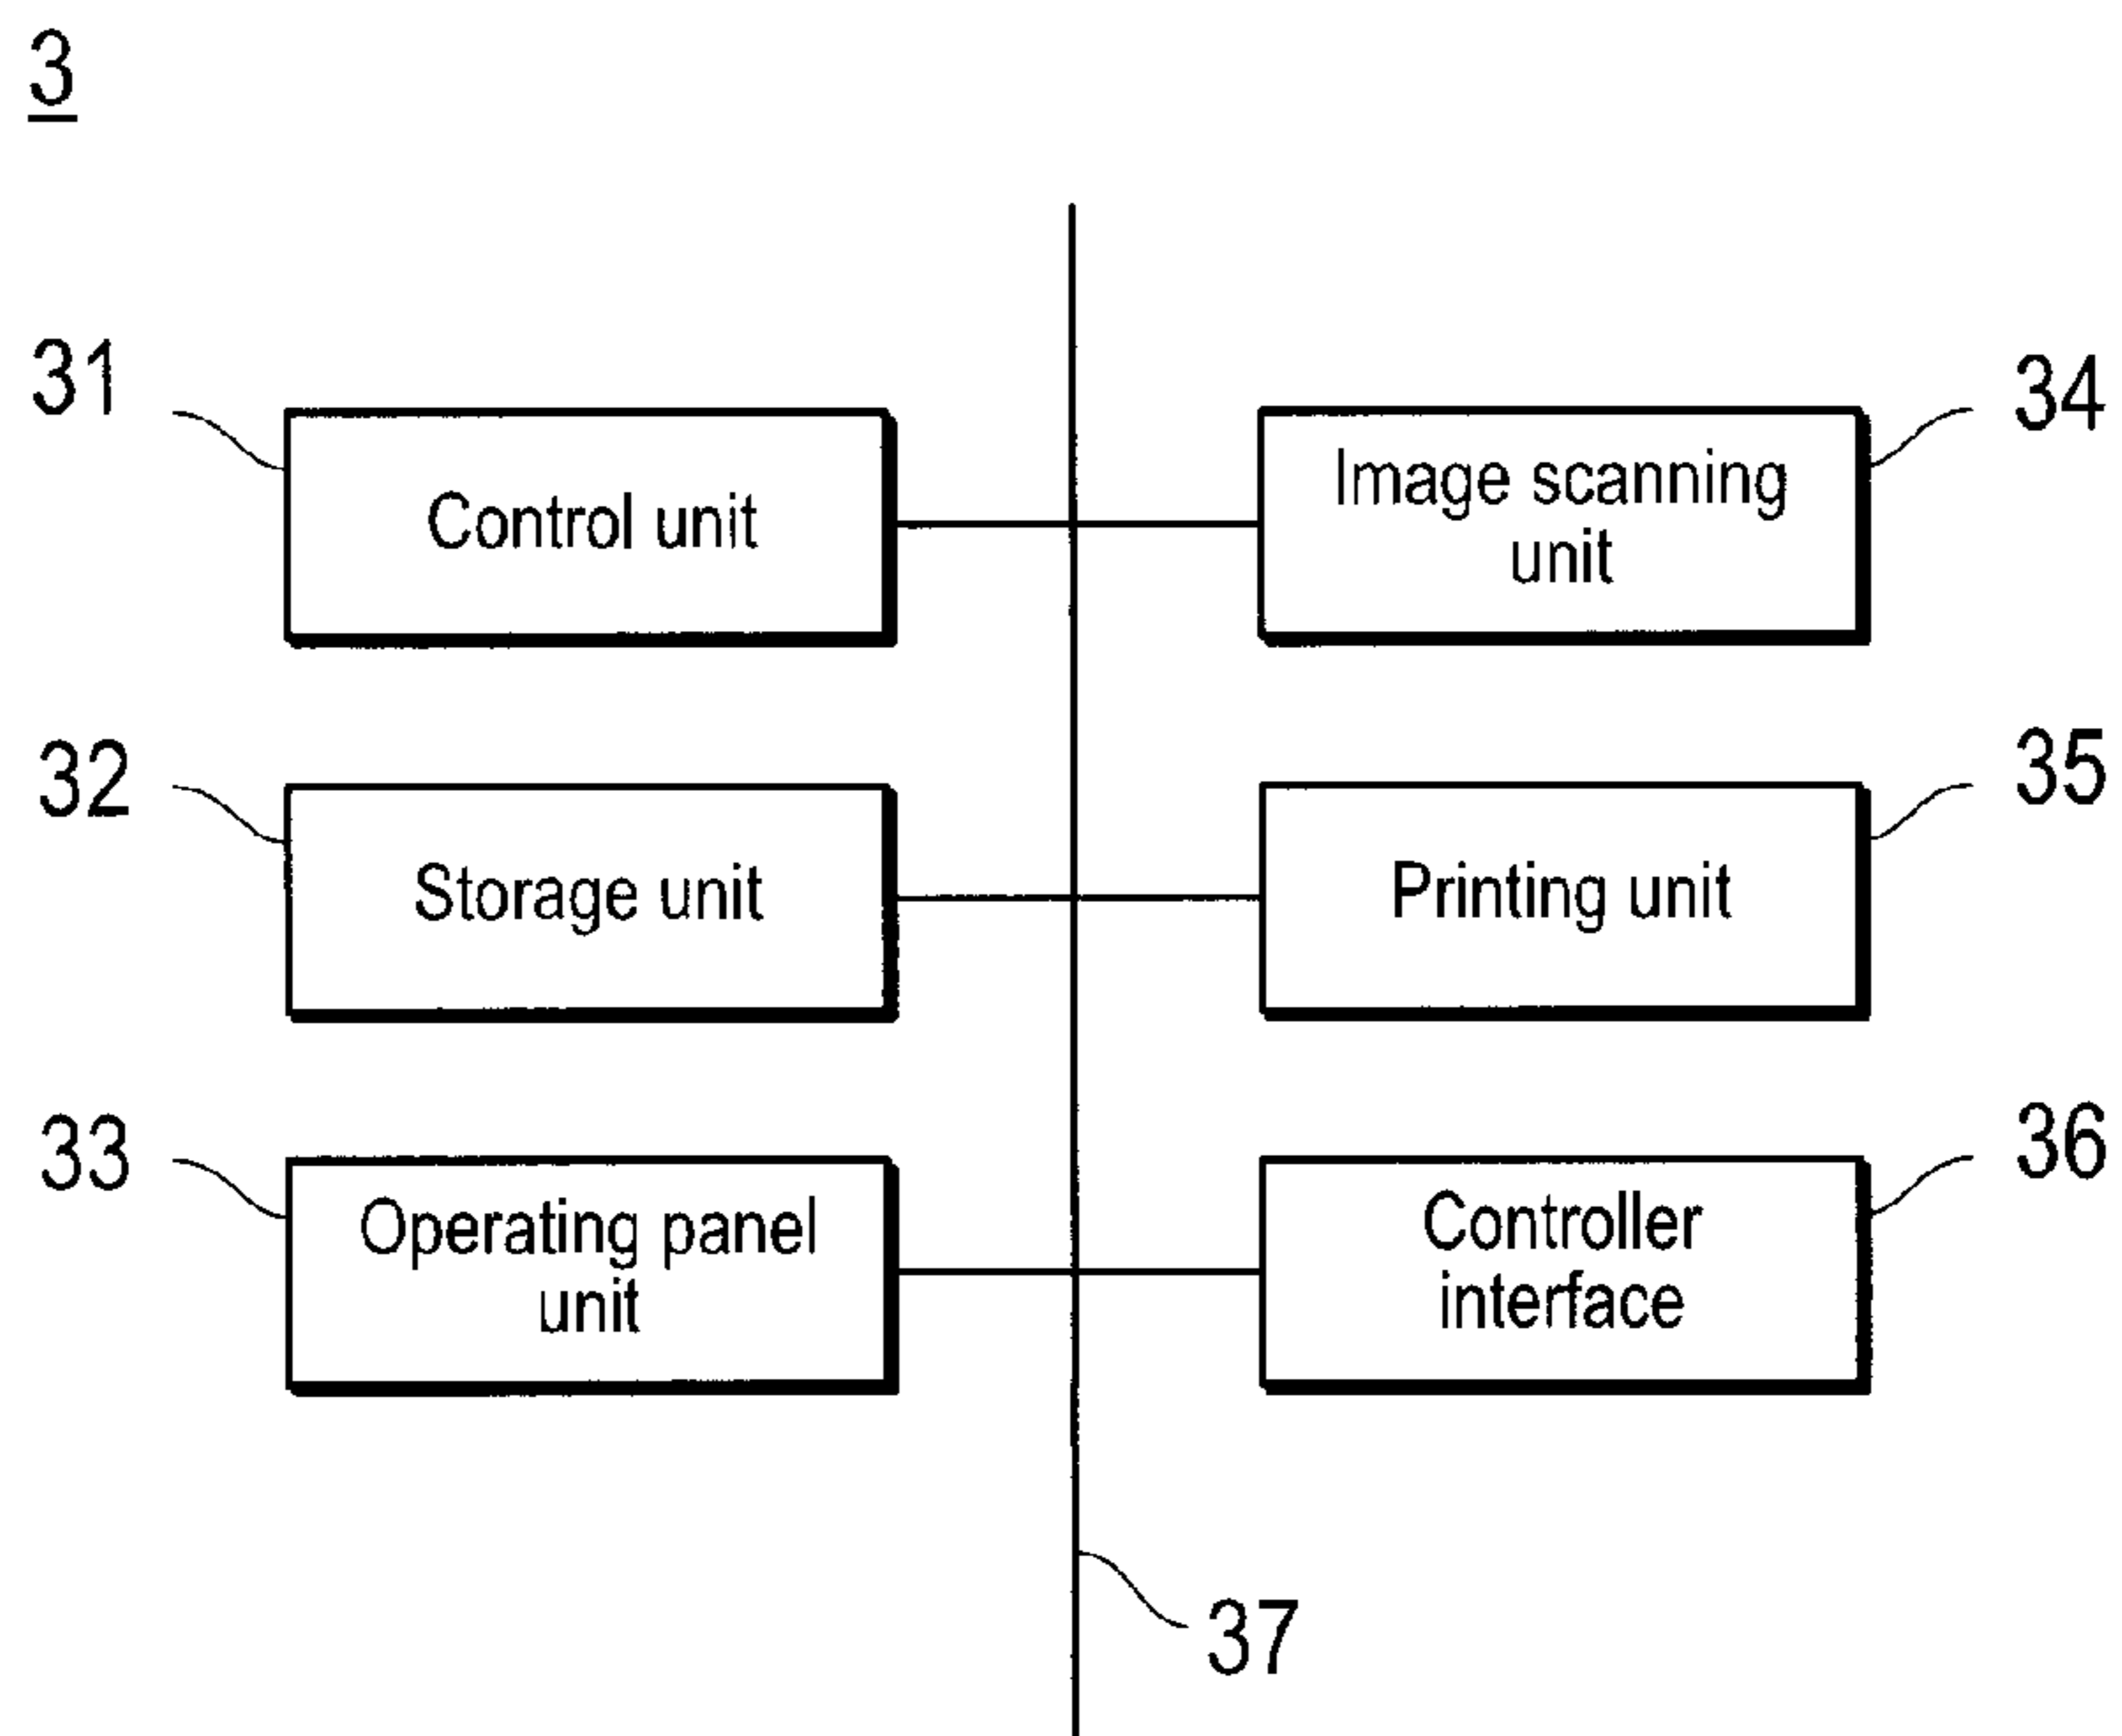 3
31
Control unit
34
Image scanning
unit
32
Storage unit
35
Printing unit
33
Operating panel
unit
36
Controller
interface
37